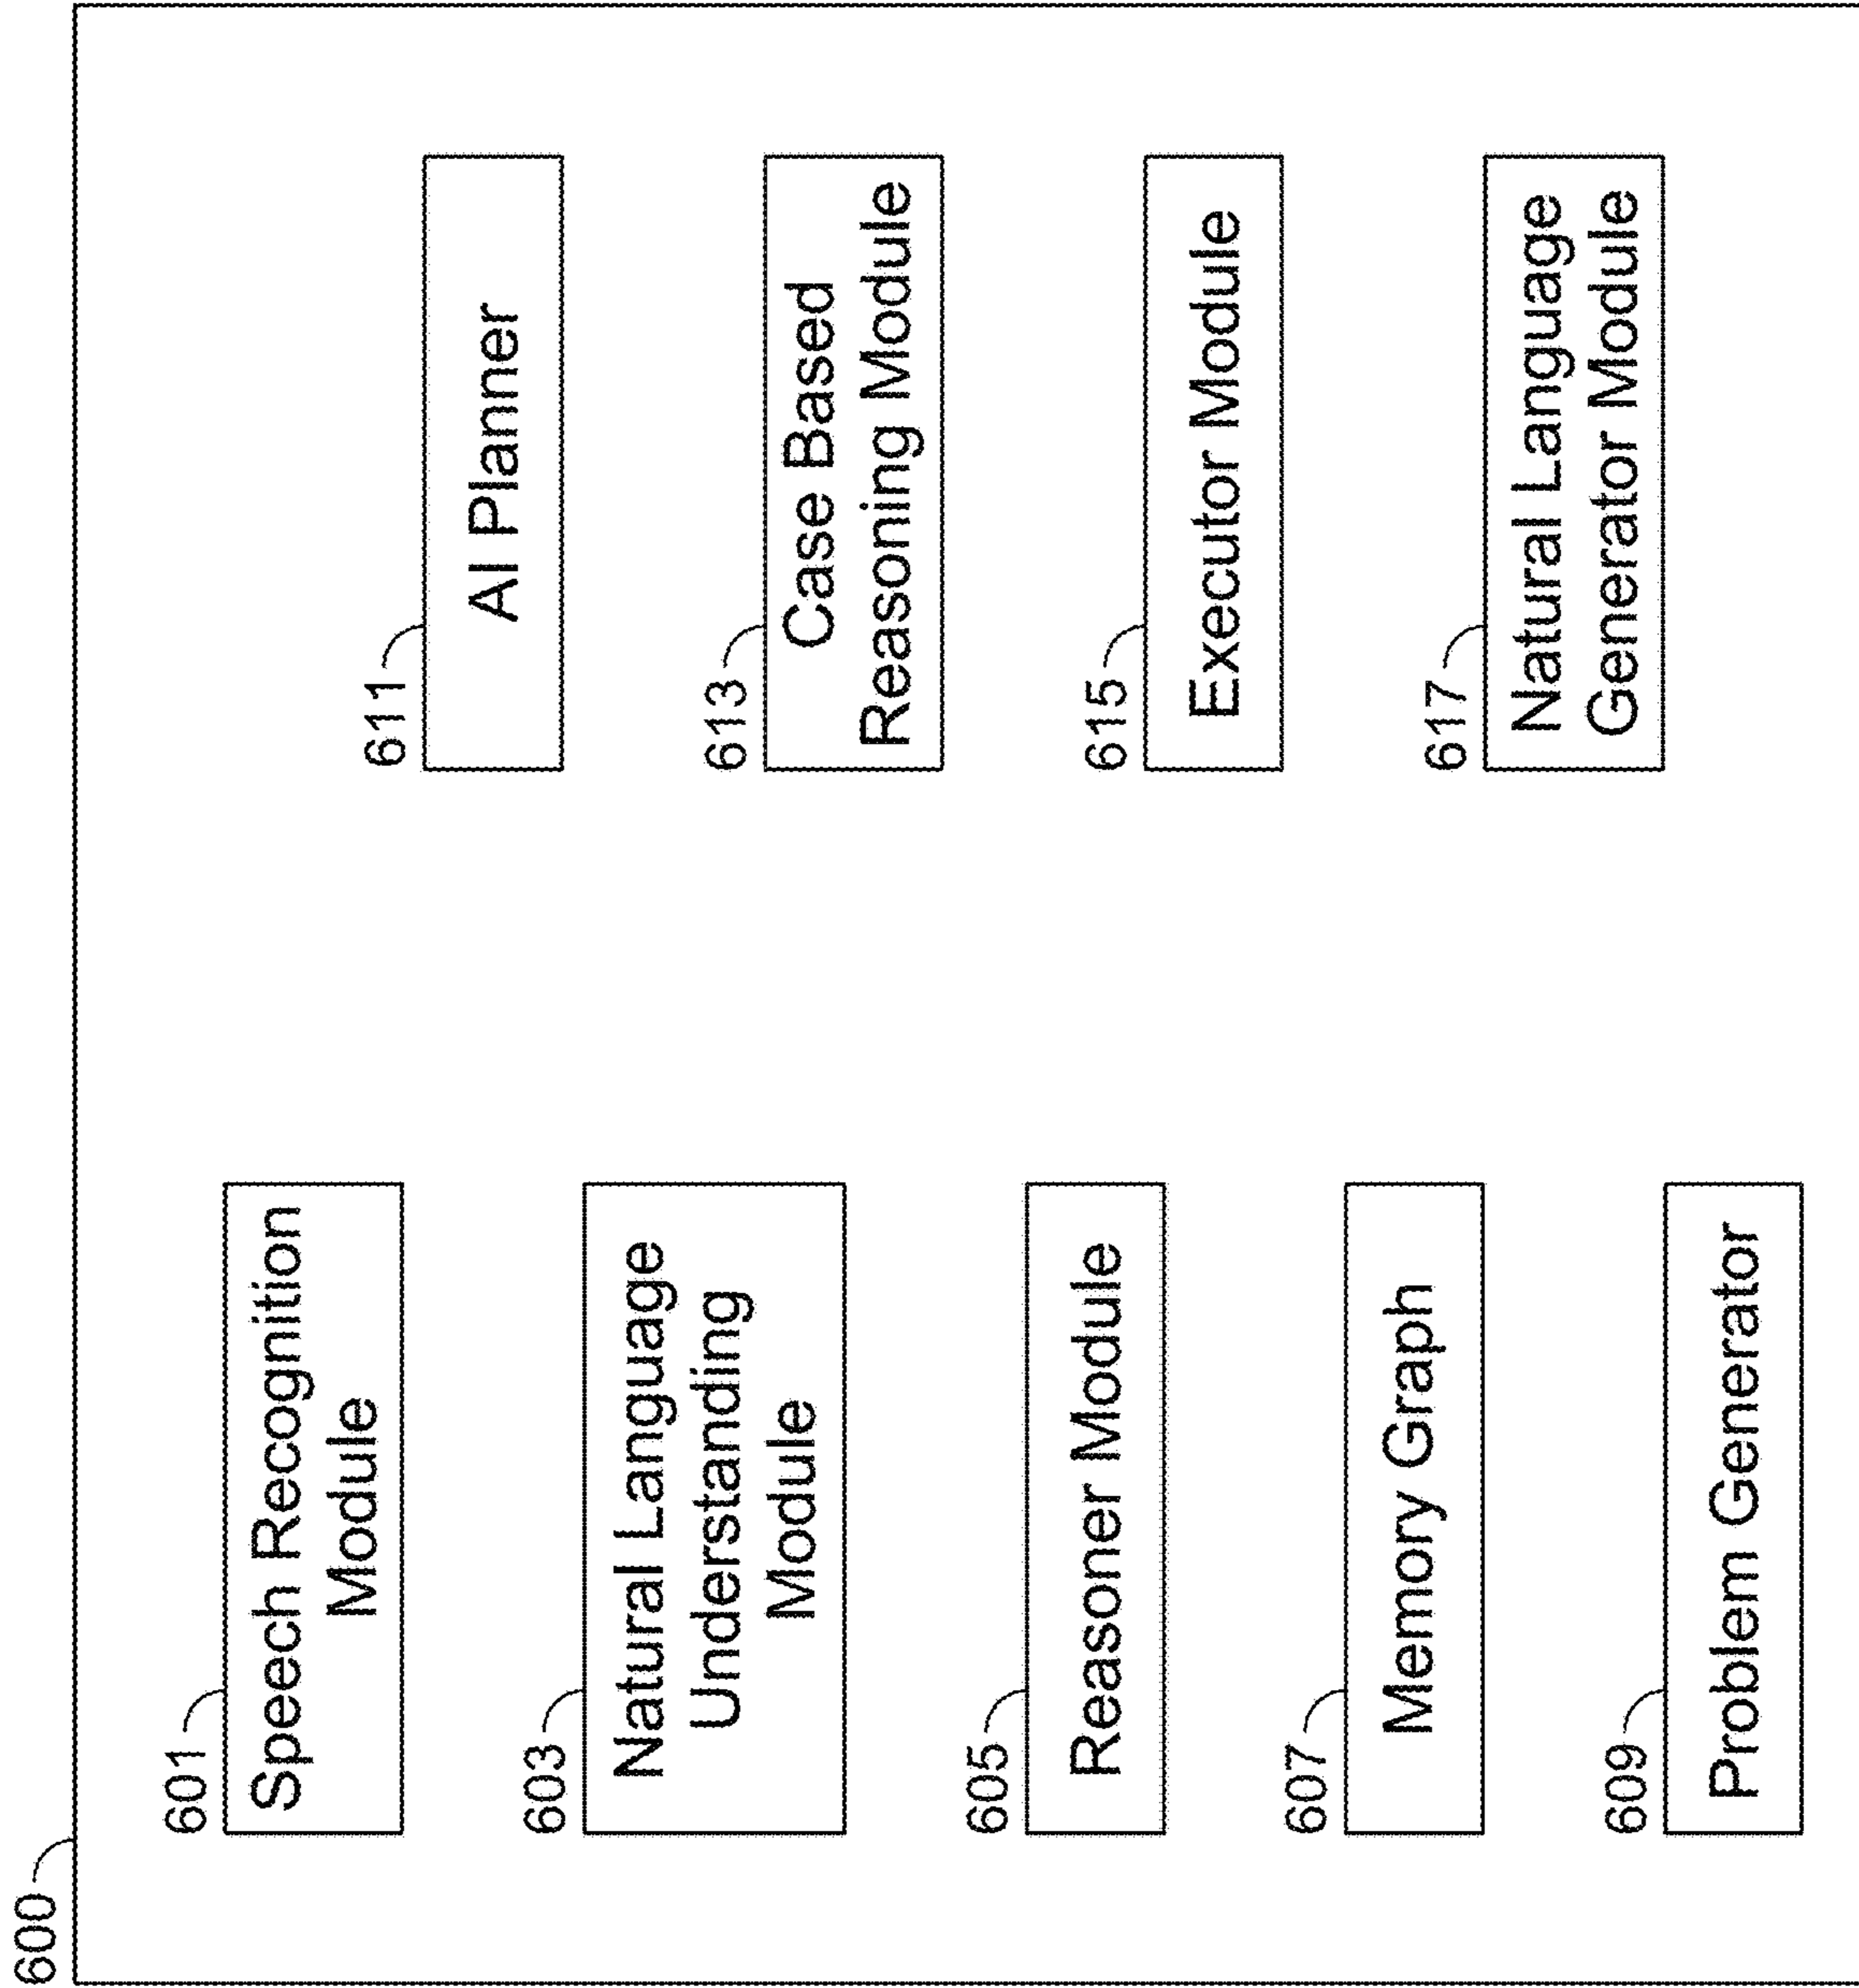 600
601
Speech Recognition
Module
603
Natural Language
Understanding
Module
605
Reasoner Module
607
Memory Graph
609
Problem Generator
611
AI Planner
613
Case Based
Reasoning Module
615
Executor Module
617
Natural Language
Generator Module